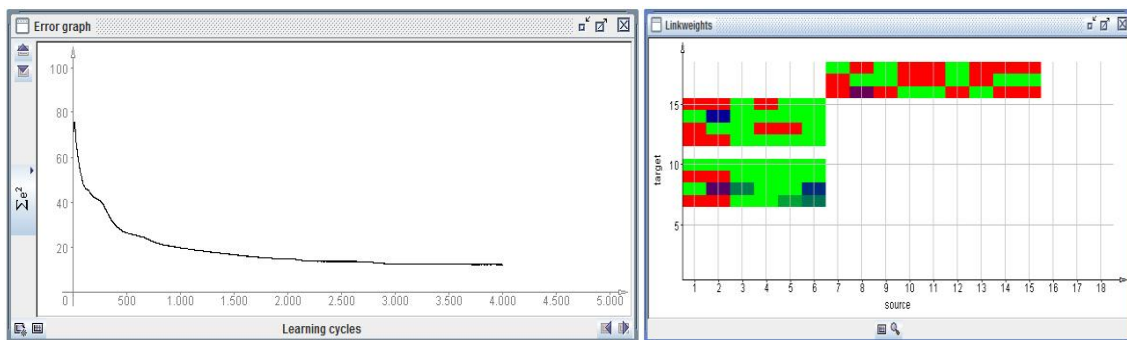 Error graph
100
80
60
40
20
0 500 1.000 1.500 2.000 2.500 3.000 3.500 4.000 4.500 5.000
Σe²
Learning cycles
Linkweights
15
10
5
target
1 2 3 4 5 6 7 8 9 10 11 12 13 14 15 16 17 18
source